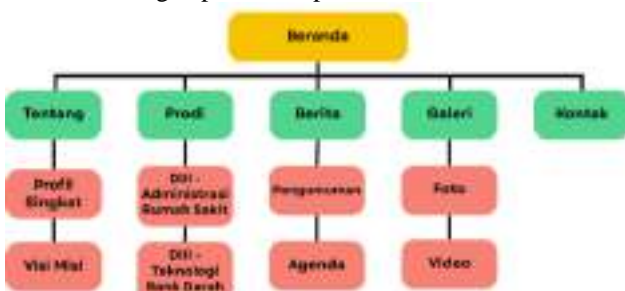 Beranda
Tentang
Prodi
Berita
Galeri
Kontak
Profil
Singkat
DIII -
Administrasi
Rumah Sakit
Pengumuman
Foto
Visi Misi
DIII -
Teknologi
Bank Darah
Agenda
Video